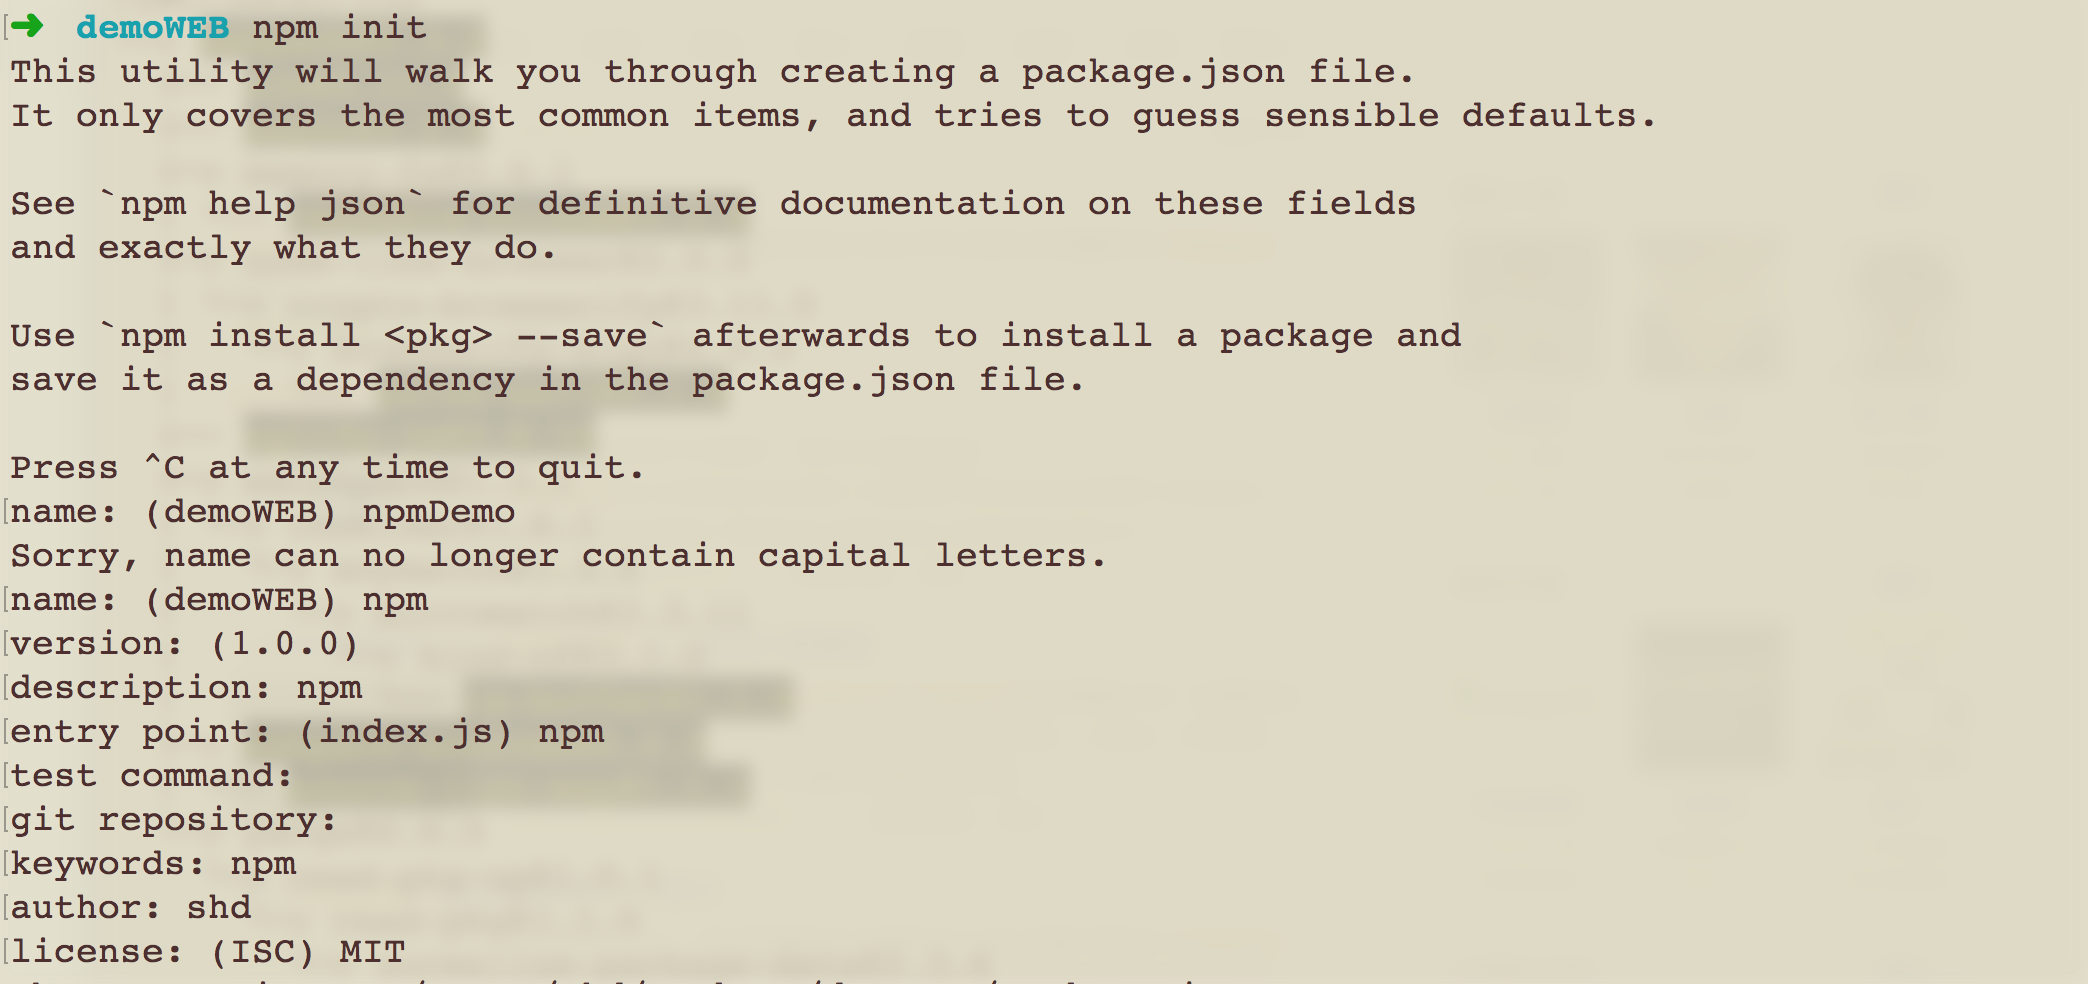 ➜ demoWEB npm init
This utility will walk you through creating a package.json file.
It only covers the most common items, and tries to guess sensible defaults.
See `npm help json` for definitive documentation on these fields
and exactly what they do.
Use `npm install <pkg> --save` afterwards to install a package and
save it as a dependency in the package.json file.
Press ^C at any time to quit.
name: (demoWEB) npmDemo
Sorry, name can no longer contain capital letters.
name: (demoWEB) npm
version: (1.0.0)
description: npm
entry point: (index.js) npm
test command:
git repository:
keywords: npm
author: shd
license: (ISC) MIT